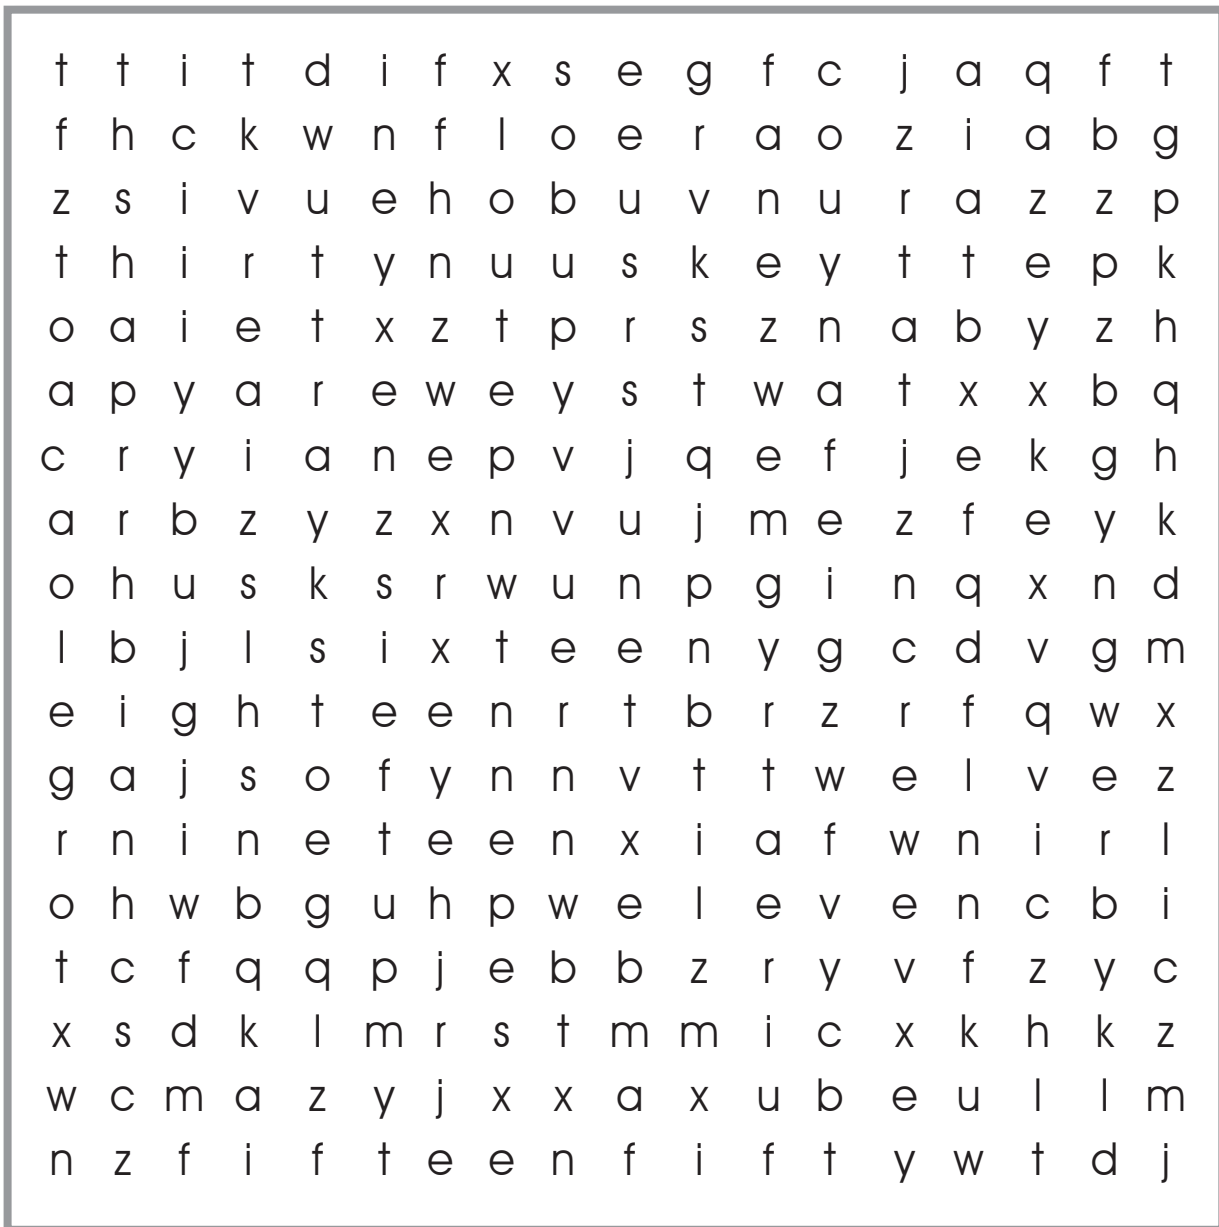 t t i t d i f x s e g f c j a q f t
f h c k w n f l o e r a o z i a b g
z s i v u e h o b u v n u r a z z p
t h i r t y n u u s k e y t t e p k
o a i e t x z t p r s z n a b y z h
a p y a r e w e y s t w a t x x b q
c r y i a n e p v j q e f j e k g h
a r b z y z x n v u j m e z f e y k
o h u s k s r w u n p g i n q x n d
l b j l s i x t e e n y g c d v g m
e i g h t e e n r t b r z r f q w x
g a j s o f y n n v t t w e l v e z
r n i n e t e e n x i a f w n i r l
o h w b g u h p w e l e v e n c b i
t c f q q p j e b b z r y v f z y c
x s d k l m r s t m m i c x k h k z
w c m a z y j x x a x u b e u l l m
n z f i f t e e n f i f t y w t d j